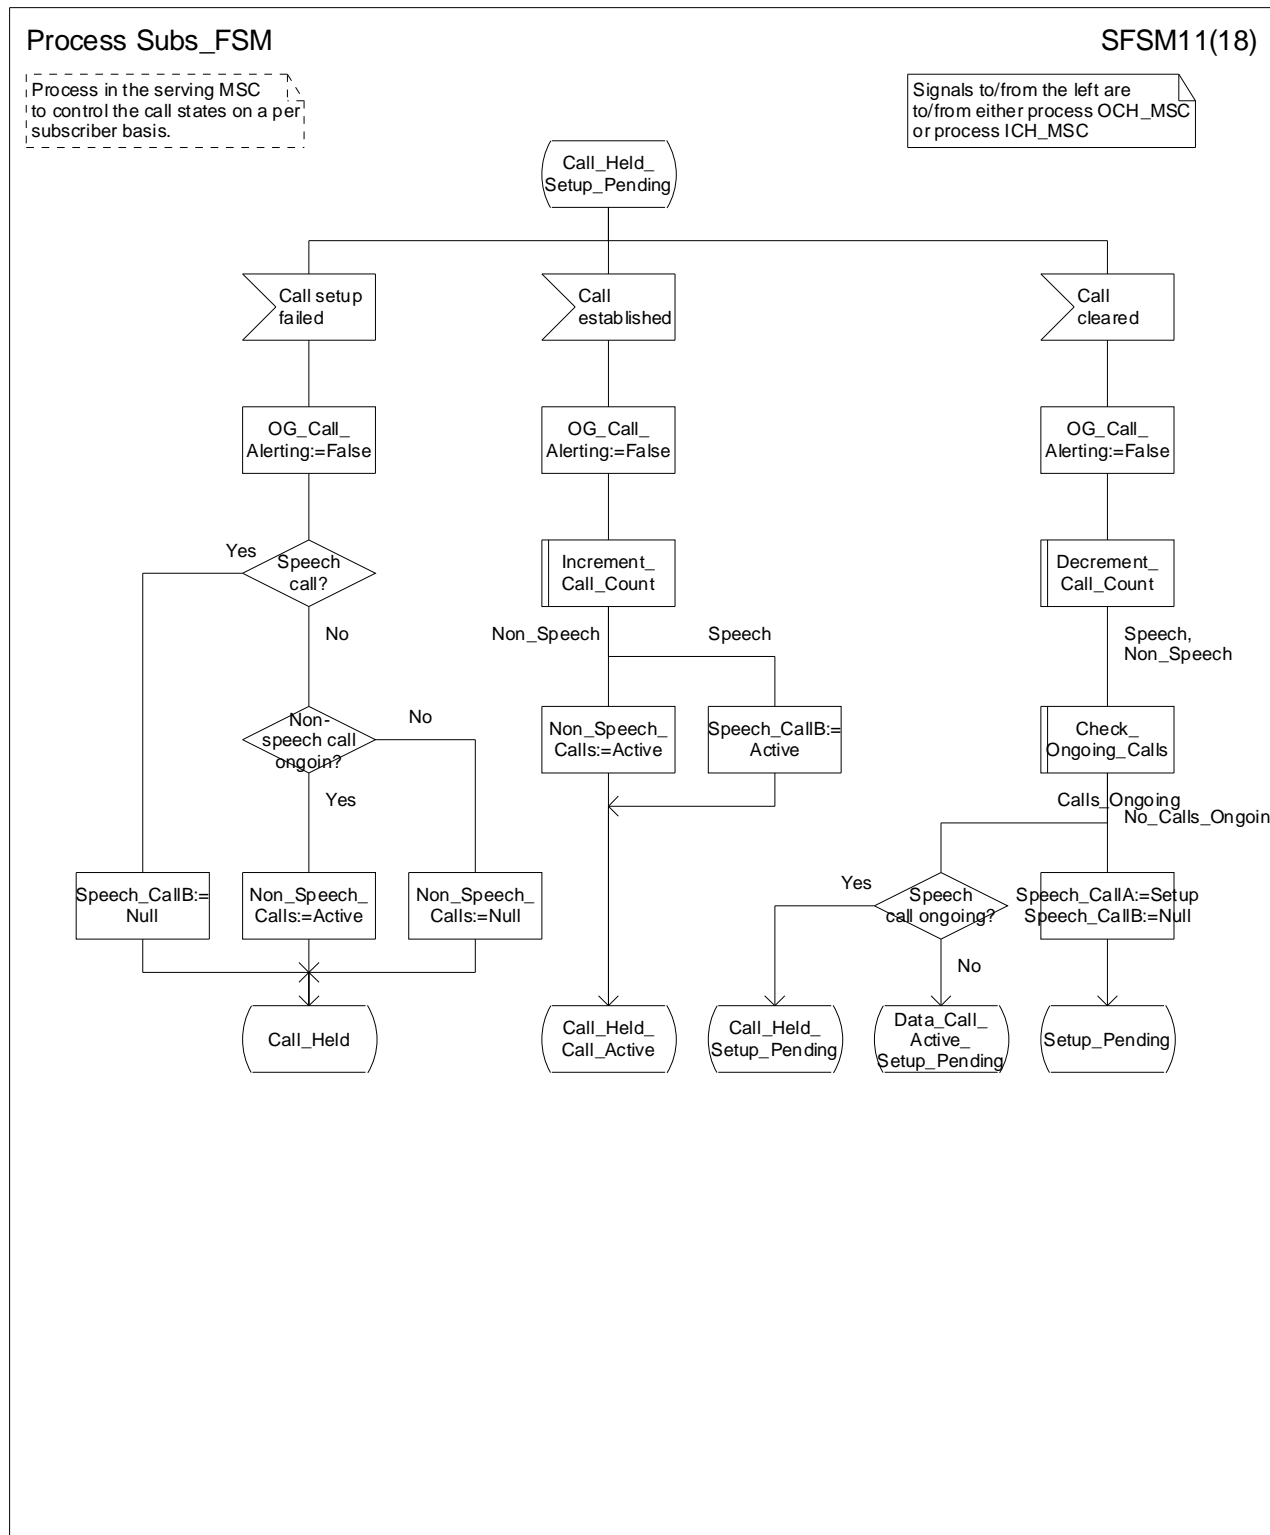 Process Subs_FSM
SFSM11(18)
Process in the serving MSC
to control the call states on a per
subscriber basis.
Signals to/from the left are
to/from either process OCH_MSC
or process ICH_MSC
Call_Held_
Setup_Pending
Call setup
failed
Call
established
Call
cleared
OG_Call_
Alerting:=False
OG_Call_
Alerting:=False
OG_Call_
Alerting:=False
Yes
Speech
call?
No
Increment_
Call_Count
Decrement_
Call_Count
Non_Speech
Speech
Speech,
Non_Speech
Non-
speech call
ongoin?
No
Yes
Non_Speech_
Calls:=Active
Speech_CallB:=
Active
Check_
Ongoing_Calls
Calls_Ongoing
No_Calls_Ongoin
Speech_CallB:=
Null
Non_Speech_
Calls:=Active
Non_Speech_
Calls:=Null
Yes
Speech
call ongoing?
No
Speech_CallA:=Setup
Speech_CallB:=Null
Call_Held
Call_Held_
Call_Active
Call_Held_
Setup_Pending
Data_Call_
Active_
Setup_Pending
Setup_Pending